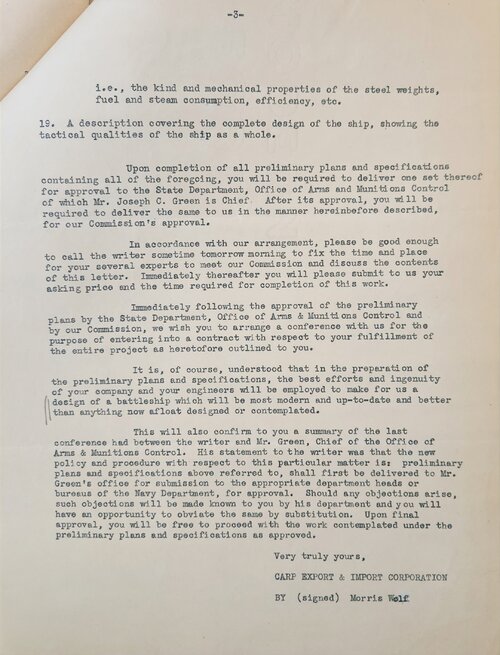 -3-
i.e., the kind and mechanical properties of the steel weights,
fuel and steam consumption, efficiency, etc.
19. A description covering the complete design of the ship, showing the
tactical qualities of the ship as a whole.
Upon completion of all preliminary plans and specifications
containing all of the foregoing, you will be required to deliver one set thereof
for approval to the State Department, Office of Arms and Munitions Control
of which Mr. Joseph C. Green is Chief. After its approval, you will be
required to deliver the same to us in the manner hereinbefore described,
for our Commission's approval.
In accordance with our arrangement, please be good enough
to call the writer sometime tomorrow morning to fix the time and place
for your several experts to meet our Commission and discuss the contents
of this letter. Immediately thereafter you will please submit to us your
asking price and the time required for completion of this work.
Immediately following the approval of the preliminary
plans by the State Department, Office of Arms & Munitions Control and
by our Commission, we wish you to arrange a conference with us for the
purpose of entering into a contract with respect to your fulfillment of
the entire project as heretofore outlined to you.
It is, of course, understood that in the preparation of
the preliminary plans and specifications, the best efforts and ingenuity
of your company and your engineers will be employed to make for us a
design of a battleship which will be most modern and up-to-date and better
than anything now afloat designed or contemplated.
This will also confirm to you a summary of the last
conference had between the writer and Mr. Green, Chief of the Office of
Arms & Munitions Control. His statement to the writer was that the new
policy and procedure with respect to this particular matter is: preliminary
plans and specifications above referred to, shall first be delivered to Mr.
Green's office for submission to the appropriate department heads or
bureaus of the Navy Department, for approval. Should any objections arise,
such objections will be made known to you by his department and you will
have an opportunity to obviate the same by substitution. Upon final
approval, you will be free to proceed with the work contemplated under the
preliminary plans and specifications as approved.
Very truly yours,
CARP EXPORT & IMPORT CORPORATION
BY (signed) Morris Wolf